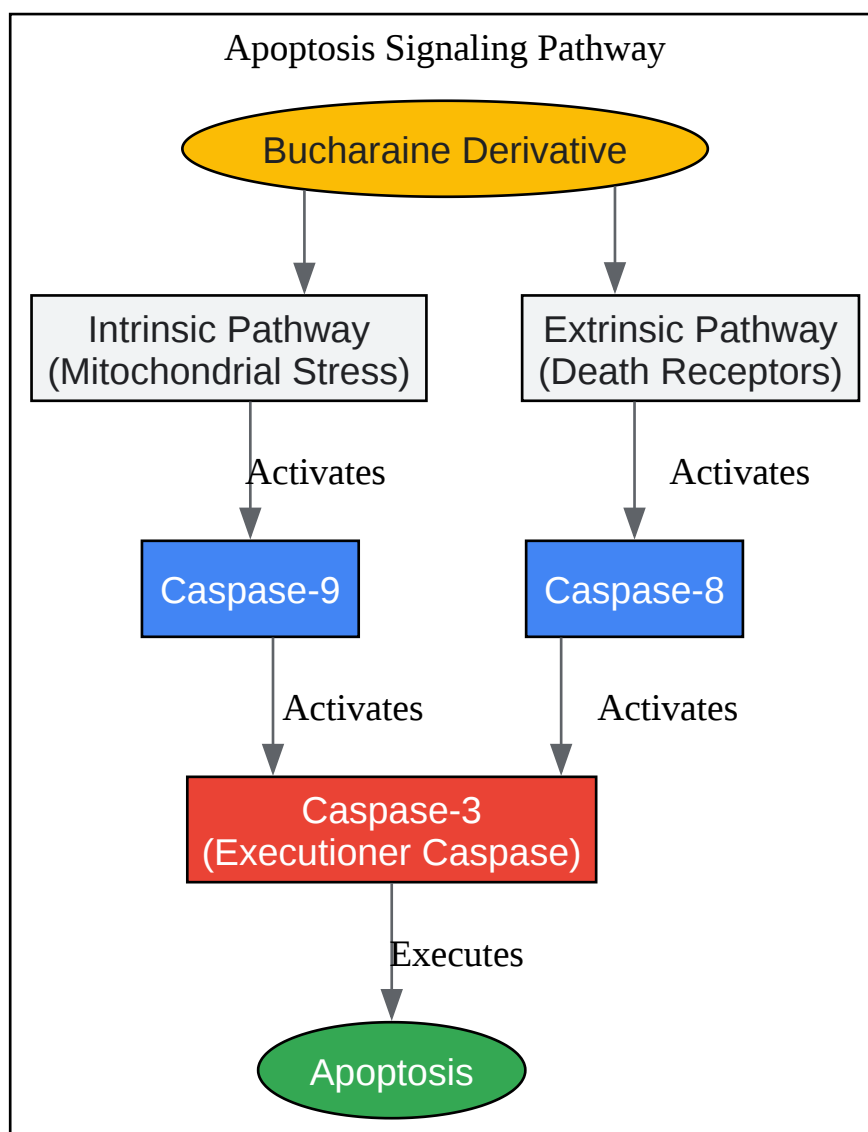 Apoptosis Signaling Pathway
Bucharaine Derivative
Intrinsic Pathway
(Mitochondrial Stress)
Extrinsic Pathway
(Death Receptors)
Activates
Activates
Caspase-9
Caspase-8
Activates
Activates
Caspase-3
(Executioner Caspase)
Executes
Apoptosis